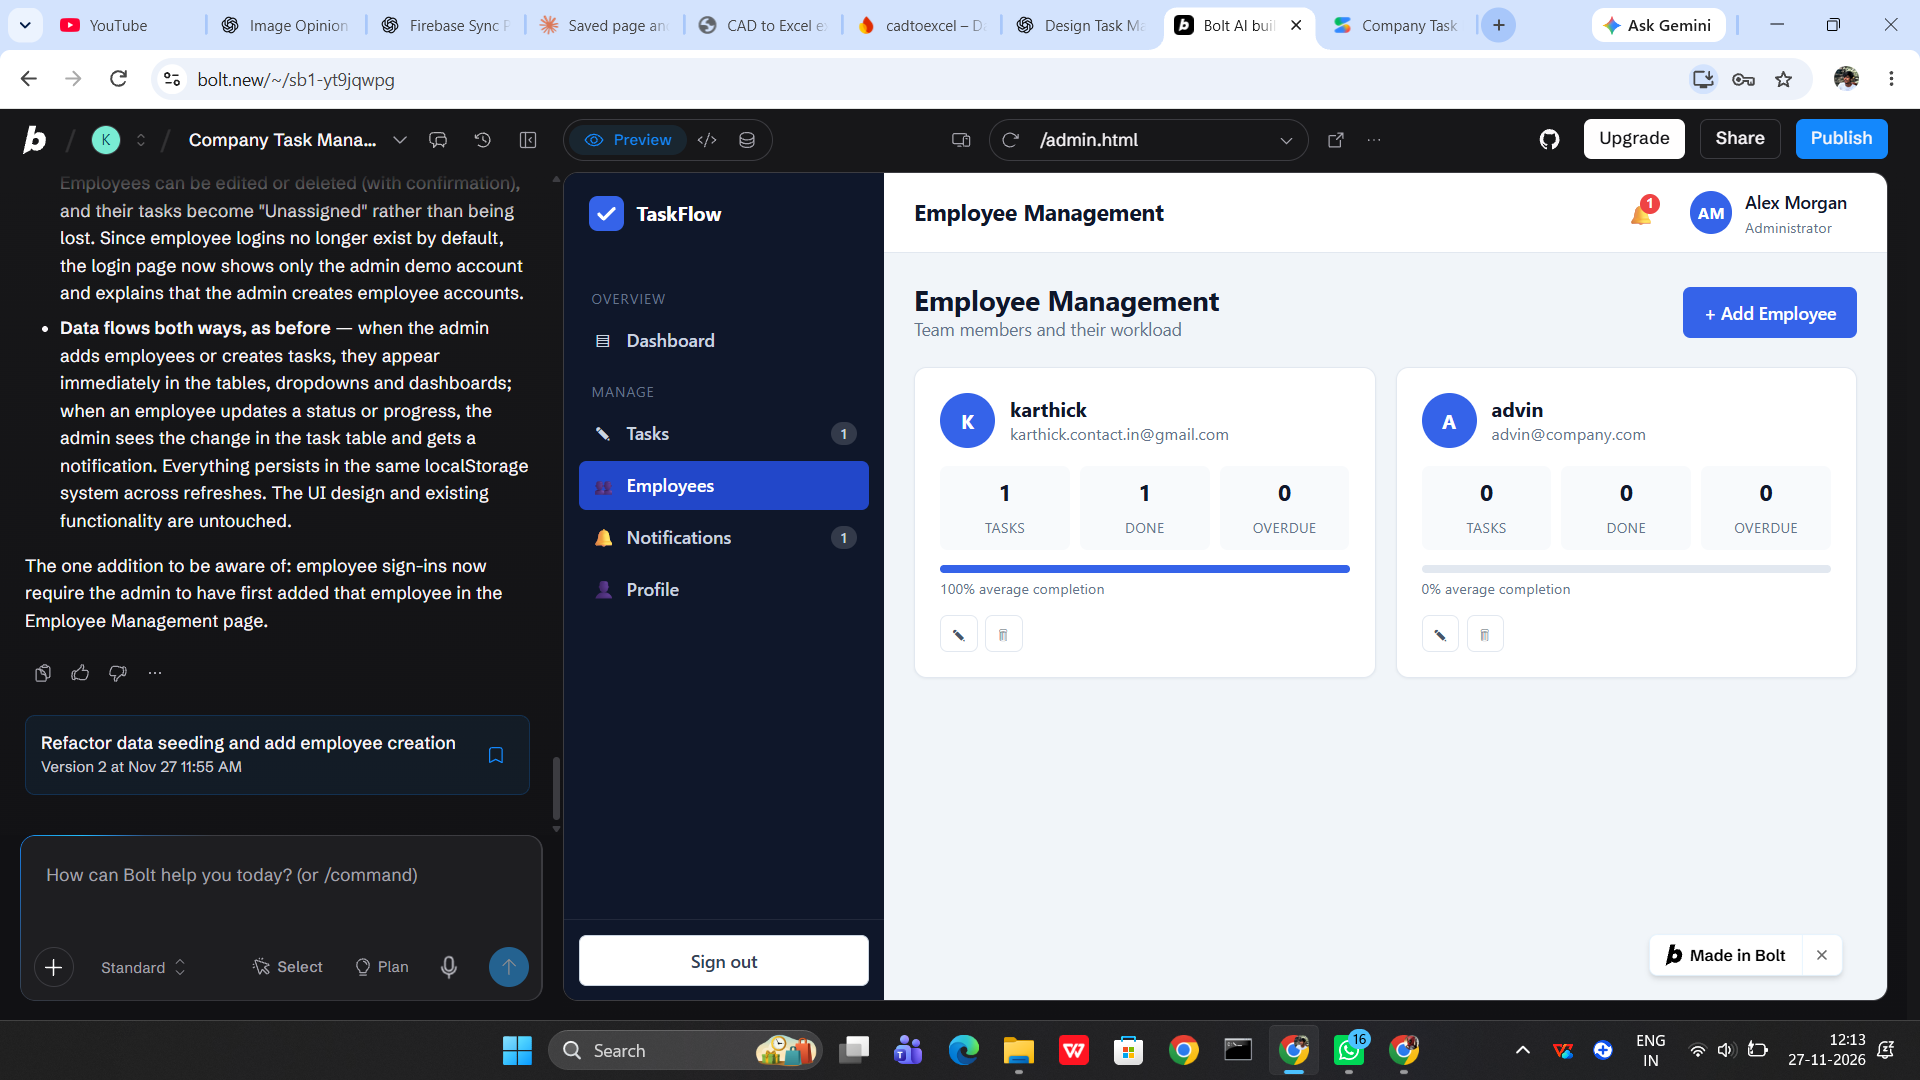 YouTube
Image Opinion
Firebase Sync P
Saved page an
CAD to Excel e
cadtoexcel – Da
Design Task Ma
Bolt AI buil
Company Task
Ask Gemini
bolt.new/~/sb1-yt9jqwpg
K
Company Task Mana...
Preview
/admin.html
Upgrade
Share
Publish
Employees can be edited or deleted (with confirmation),
and their tasks become "Unassigned" rather than being
lost. Since employee logins no longer exist by default,
the login page now shows only the admin demo account
and explains that the admin creates employee accounts.
• Data flows both ways, as before — when the admin
adds employees or creates tasks, they appear
immediately in the tables, dropdowns and dashboards;
when an employee updates a status or progress, the
admin sees the change in the task table and gets a
notification. Everything persists in the same localStorage
system across refreshes. The UI design and existing
functionality are untouched.
The one addition to be aware of: employee sign-ins now
require the admin to have first added that employee in the
Employee Management page.
Refactor data seeding and add employee creation
Version 2 at Nov 27 11:55 AM
How can Bolt help you today? (or /command)
Standard
Select
Plan
TaskFlow
OVERVIEW
Dashboard
MANAGE
Tasks 1
Employees
Notifications 1
Profile
Sign out
Employee Management
1
AM
Alex Morgan
Administrator
Employee Management
Team members and their workload
+ Add Employee
K
karthick
karthick.contact.in@gmail.com
1 1 0
TASKS DONE OVERDUE
100% average completion
A
advin
advin@company.com
0 0 0
TASKS DONE OVERDUE
0% average completion
Made in Bolt
Search
16
ENG
IN
12:13
27-11-2026